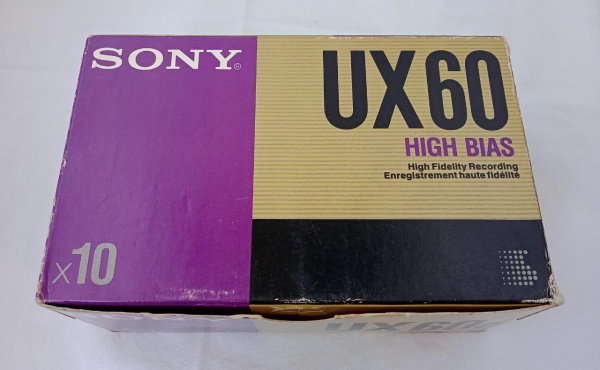 SONY®
UX60
HIGH BIAS
High Fidelity Recording
Enregistrement haute fidélité
x10
UX60